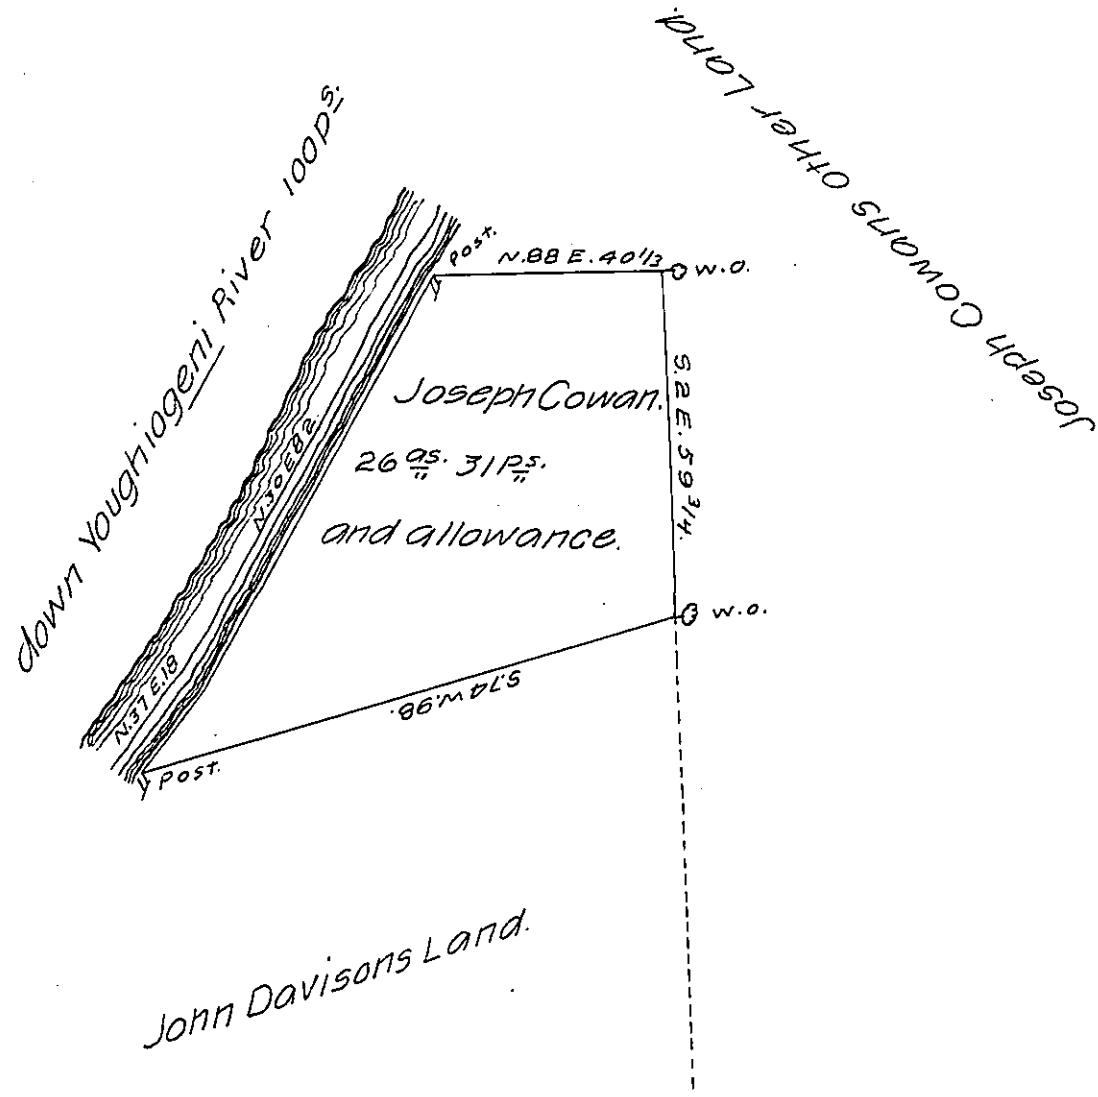 Joseph Cowans other Land.
down Youghiogeni River 100ps.
Post.
N.88 E. 40 1/3
W.O.
S.2 E. 59 3/4.
Joseph Cowan.
26 as. 31 Ps.
and allowance.
N.30 E 82
N.37 E.18
W.O.
S.74 W.98.
Post.
John Davisons Land.